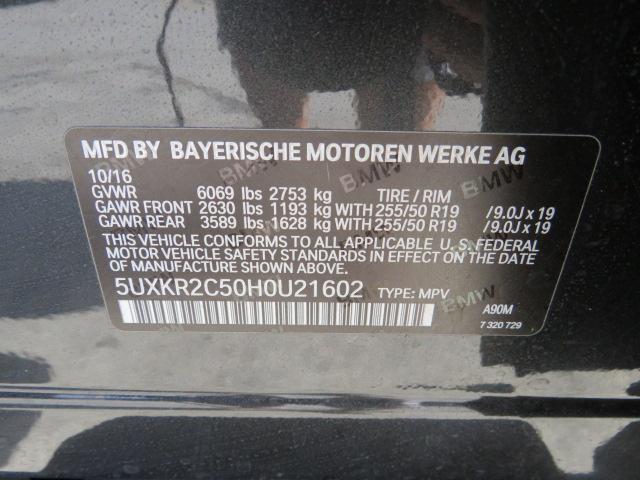 MFD BY BAYERISCHE MOTOREN WERKE AG
10/16
GVWR 6069 lbs 2753 kg TIRE / RIM
GAWR FRONT 2630 lbs 1193 kg WITH 255/50 R19 /9.0J x 19
GAWR REAR 3589 lbs 1628 kg WITH 255/50 R19 /9.0J x 19
THIS VEHICLE CONFORMS TO ALL APPLICABLE U.S. FEDERAL
MOTOR VEHICLE SAFETY STANDARDS IN EFFECT ON THE
DATE OF MANUFACTURE SHOWN ABOVE.
5UXKR2C50H0U21602 TYPE: MPV
A90M
7 320 729